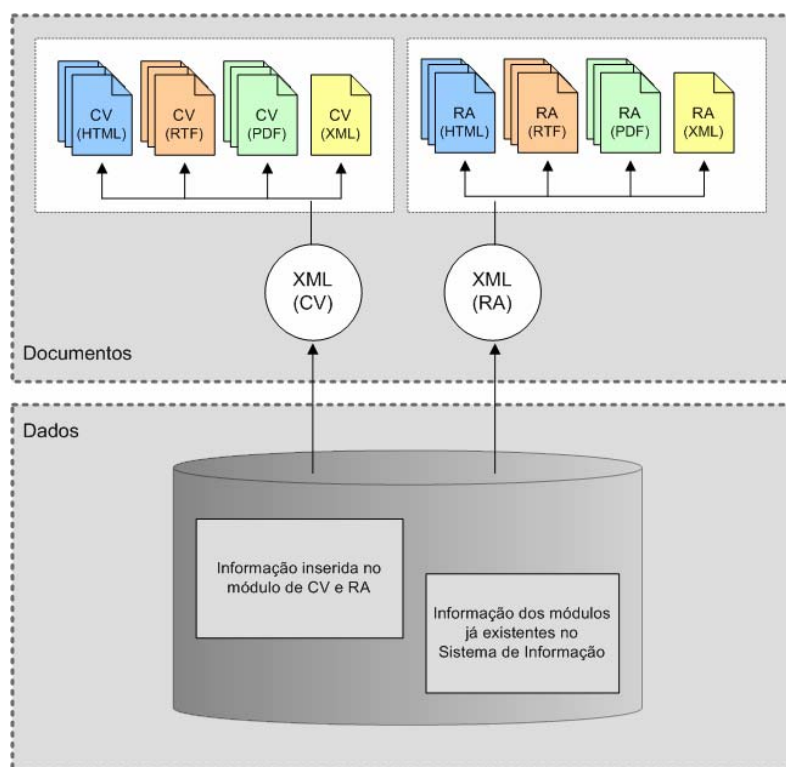 CV
(HTML)
CV
(RTF)
CV
(PDF)
CV
(XML)
RA
(HTML)
RA
(RTF)
RA
(PDF)
RA
(XML)
XML
(CV)
XML
(RA)
Documentos
Dados
Informação inserida no
módulo de CV e RA
Informação dos módulos
já existentes no
Sistema de Informação